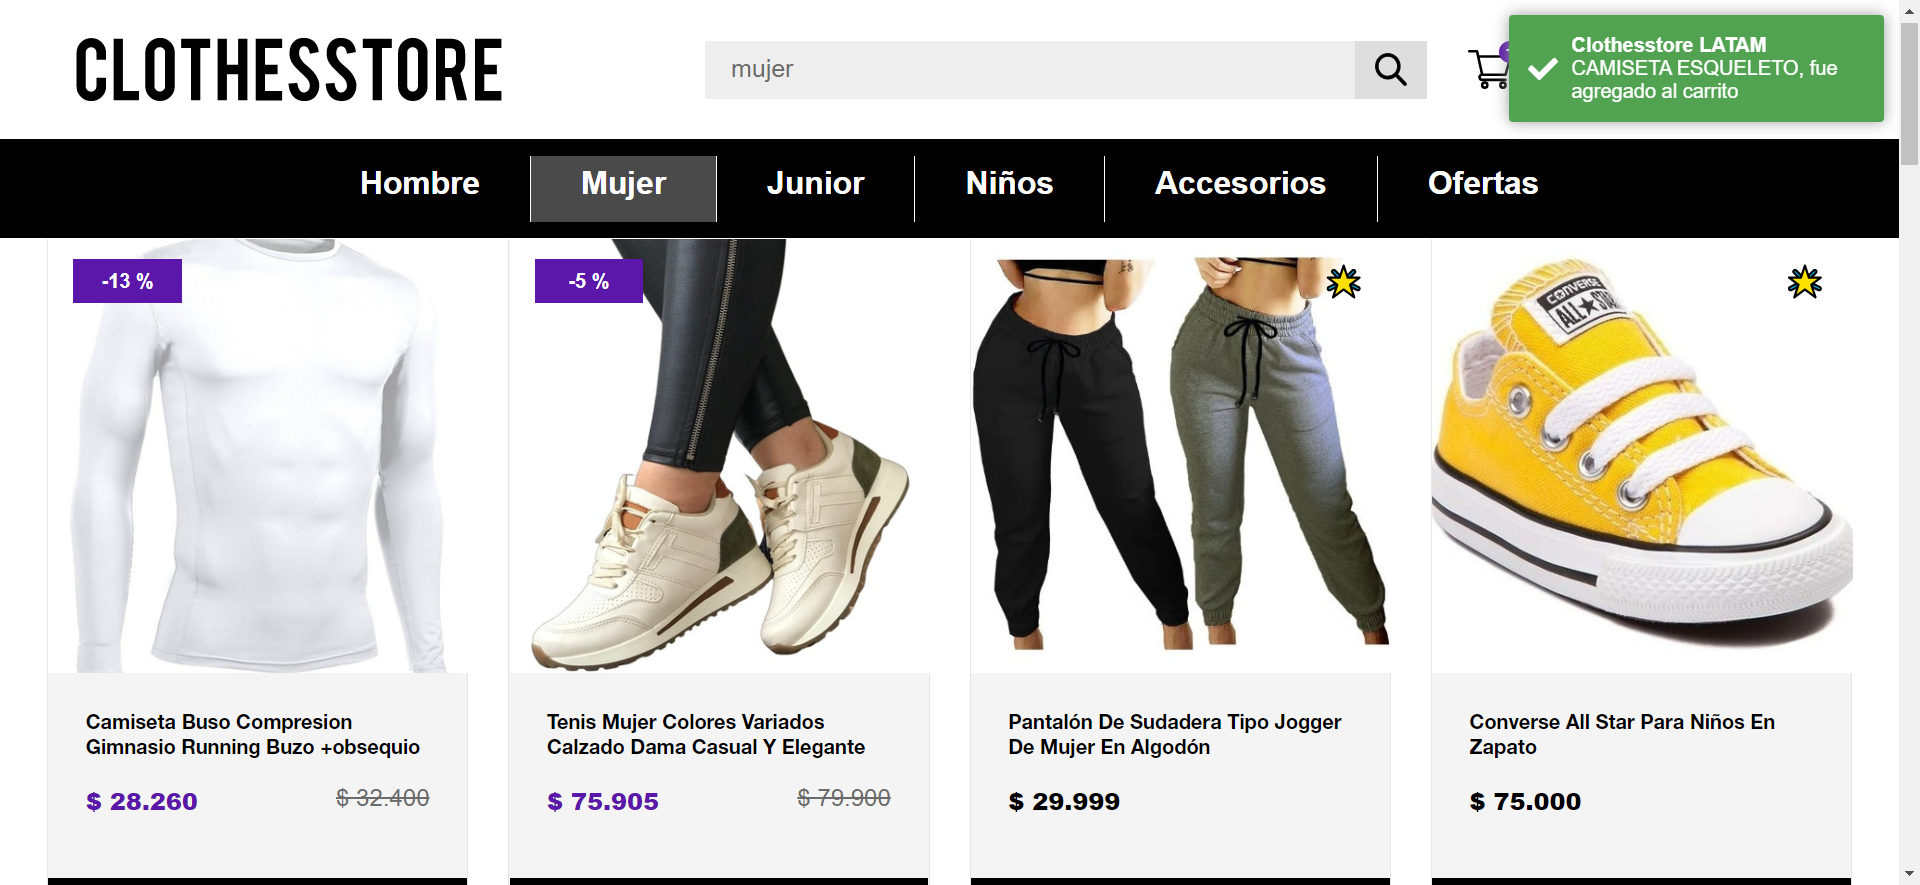 CLOTHESSTORE
mujer
Clothesstore LATAM
CAMISETA ESQUELETO, fue
agregado al carrito
Hombre
Mujer
Junior
Niños
Accesorios
Ofertas
-13 %
-5 %
CONVERSE
ALL STAR
Camiseta Buso Compresion
Gimnasio Running Buzo +obsequio
$ 28.260
$ 32.400
Tenis Mujer Colores Variados
Calzado Dama Casual Y Elegante
$ 75.905
$ 79.900
Pantalón De Sudadera Tipo Jogger
De Mujer En Algodón
$ 29.999
Converse All Star Para Niños En
Zapato
$ 75.000